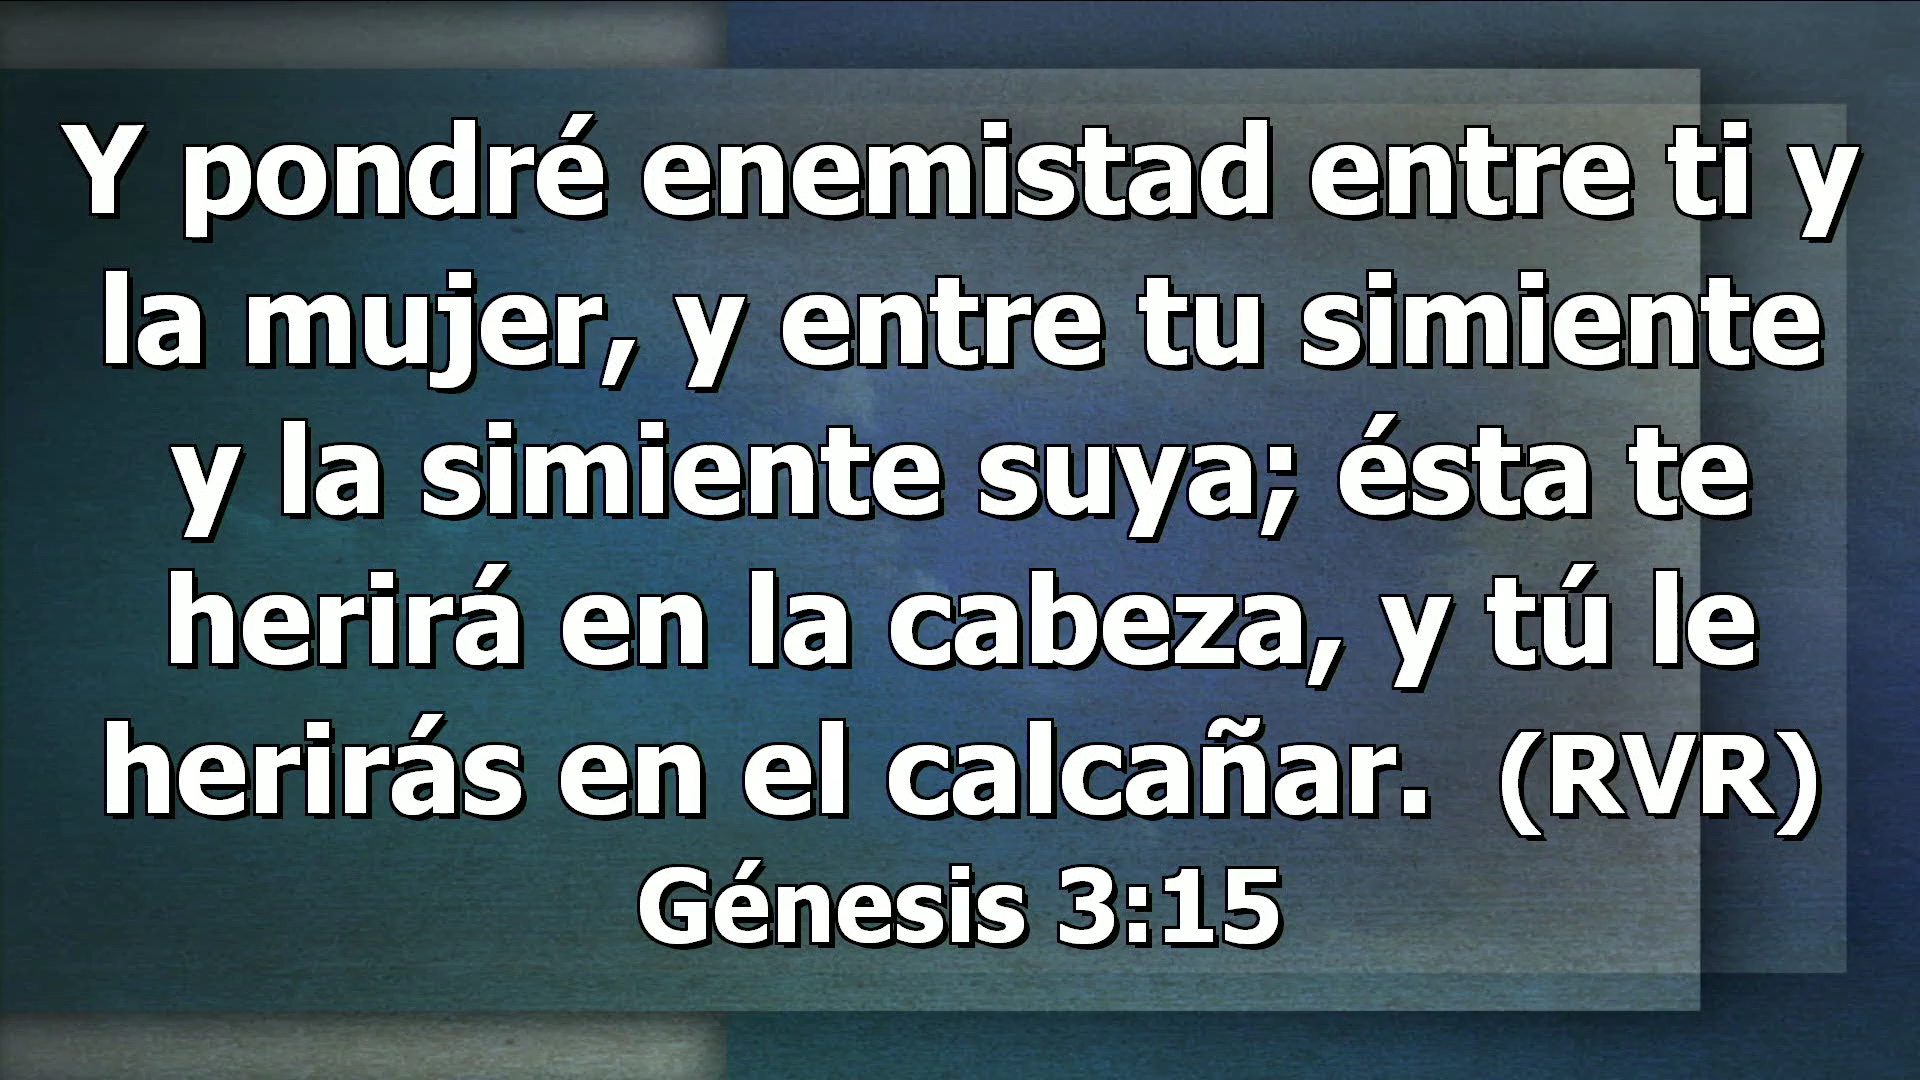 Y pondré enemistad entre ti y
la mujer, y entre tu simiente
y la simiente suya; ésta te
herirá en la cabeza, y tú le
herirás en el calcañar. (RVR)
Génesis 3:15